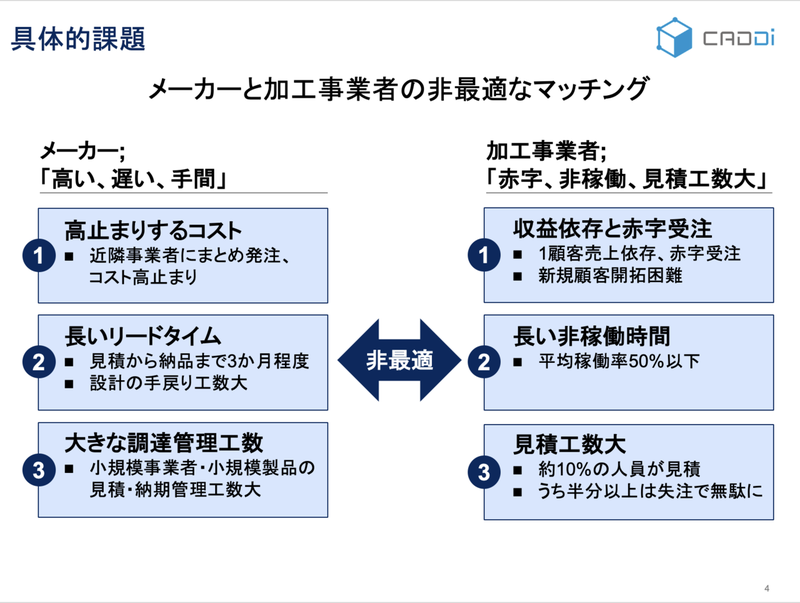 具体的課題
CADDi
メーカーと加工事業者の非最適なマッチング
メーカー;
「高い、遅い、手間」
1
高止まりするコスト
■ 近隣事業者にまとめ発注、
コスト高止まり
2
長いリードタイム
■ 見積から納品まで3か月程度
■ 設計の手戻り工数大
3
大きな調達管理工数
■ 小規模事業者・小規模製品の
見積・納期管理工数大
非最適
加工事業者;
「赤字、非稼働、見積工数大」
1
収益依存と赤字受注
■ 1顧客売上依存、赤字受注
■ 新規顧客開拓困難
2
長い非稼働時間
■ 平均稼働率50%以下
3
見積工数大
■ 約10%の人員が見積
■ うち半分以上は失注で無駄に
4